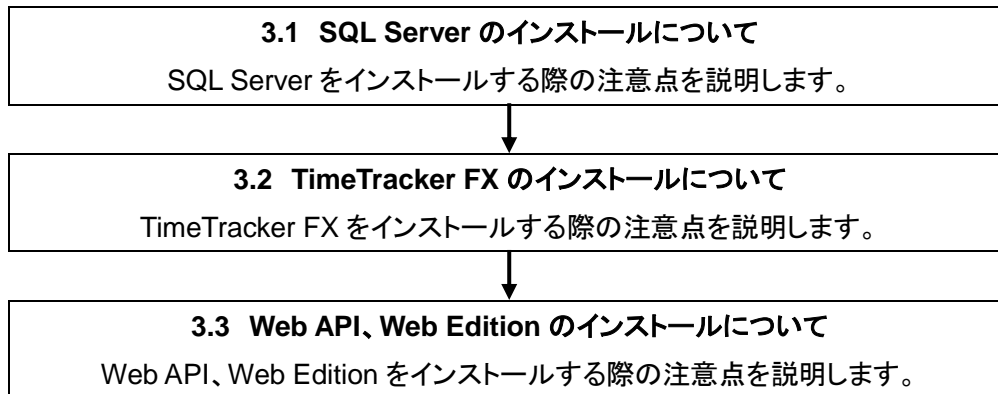 3.1 SQL Server のインストールについて
SQL Server をインストールする際の注意点を説明します。
3.2 TimeTracker FX のインストールについて
TimeTracker FX をインストールする際の注意点を説明します。
3.3 Web API、Web Edition のインストールについて
Web API、Web Edition をインストールする際の注意点を説明します。